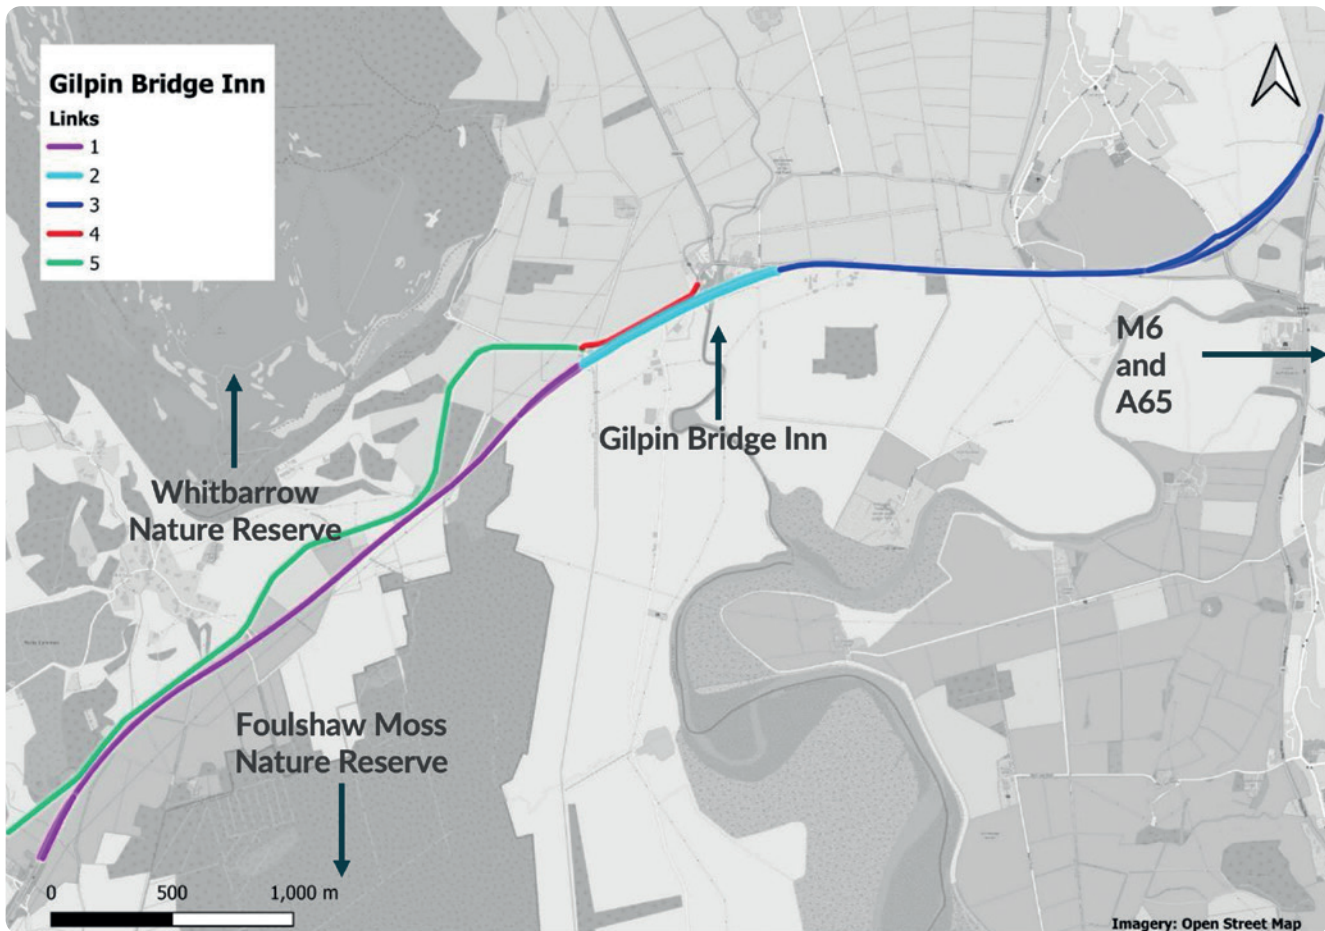 Gilpin Bridge Inn
Links
1
2
3
4
5
M6
and
A65
Gilpin Bridge Inn
Whitbarrow
Nature Reserve
Foulshaw Moss
Nature Reserve
0 500 1,000 m
Imagery: Open Street Map